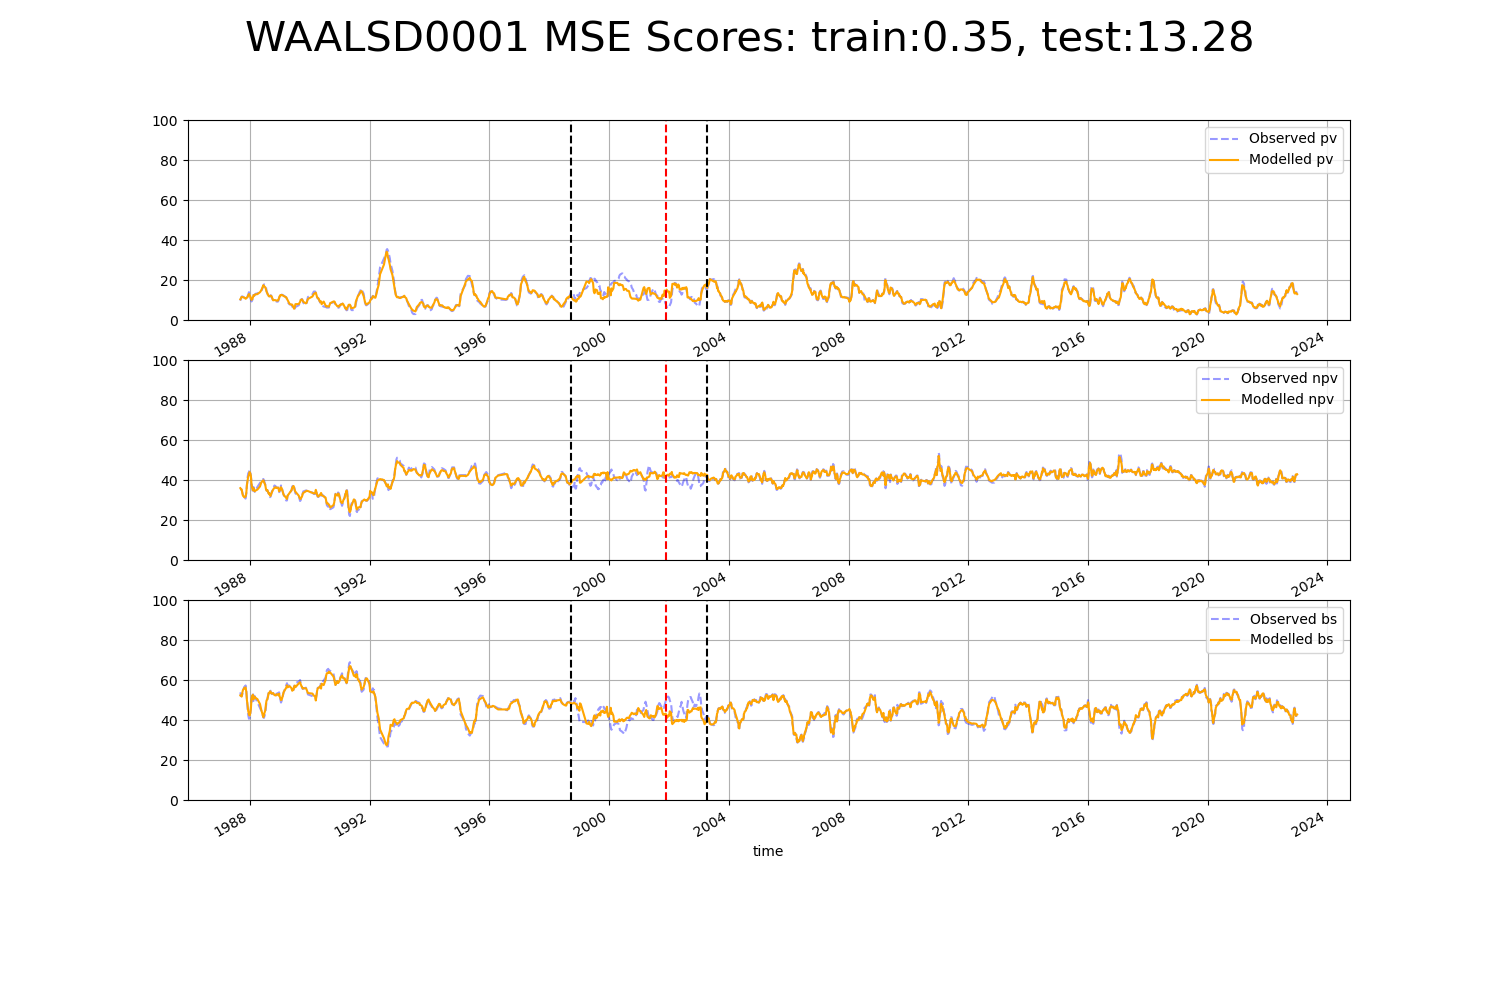 WAALSD0001 MSE Scores: train:0.35, test:13.28
100
80
60
40
20
0
Observed pv
Modelled pv
1988 1992 1996 2000 2004 2008 2012 2016 2020 2024
100
80
60
40
20
0
Observed npv
Modelled npv
1988 1992 1996 2000 2004 2008 2012 2016 2020 2024
100
80
60
40
20
0
Observed bs
Modelled bs
1988 1992 1996 2000 2004 2008 2012 2016 2020 2024
time